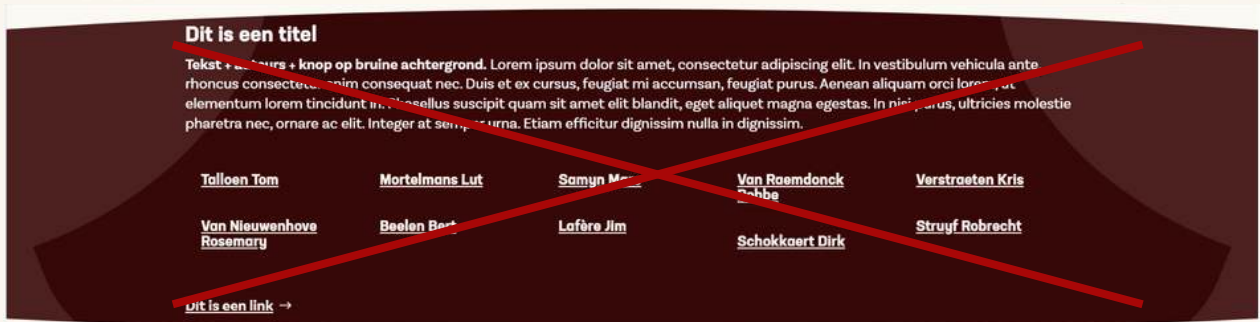 Dit is een titel
Tekst + auteurs + knop op bruine achtergrond. Lorem ipsum dolor sit amet, consectetur adipiscing elit. In vestibulum vehicula ante
rhoncus consectetur enim consequat nec. Duis et ex cursus, feugiat mi accumsan, feugiat purus. Aenean aliquam orci lorem, ut
elementum lorem tincidunt in. Phasellus suscipit quam sit amet elit blandit, eget aliquet magna egestas. In nisi purus, ultricies molestie
pharetra nec, ornare ac elit. Integer at semper urna. Etiam efficitur dignissim nulla in dignissim.
Talloen Tom
Mortelmans Lut
Samyn
Van Raemdonck
Robbe
Verstraeten Kris
Van Nieuwenhove
Rosemary
Beelen Bert
Lafère Jim
Schokkaert Dirk
Struyf Robrecht
Dit is een link →